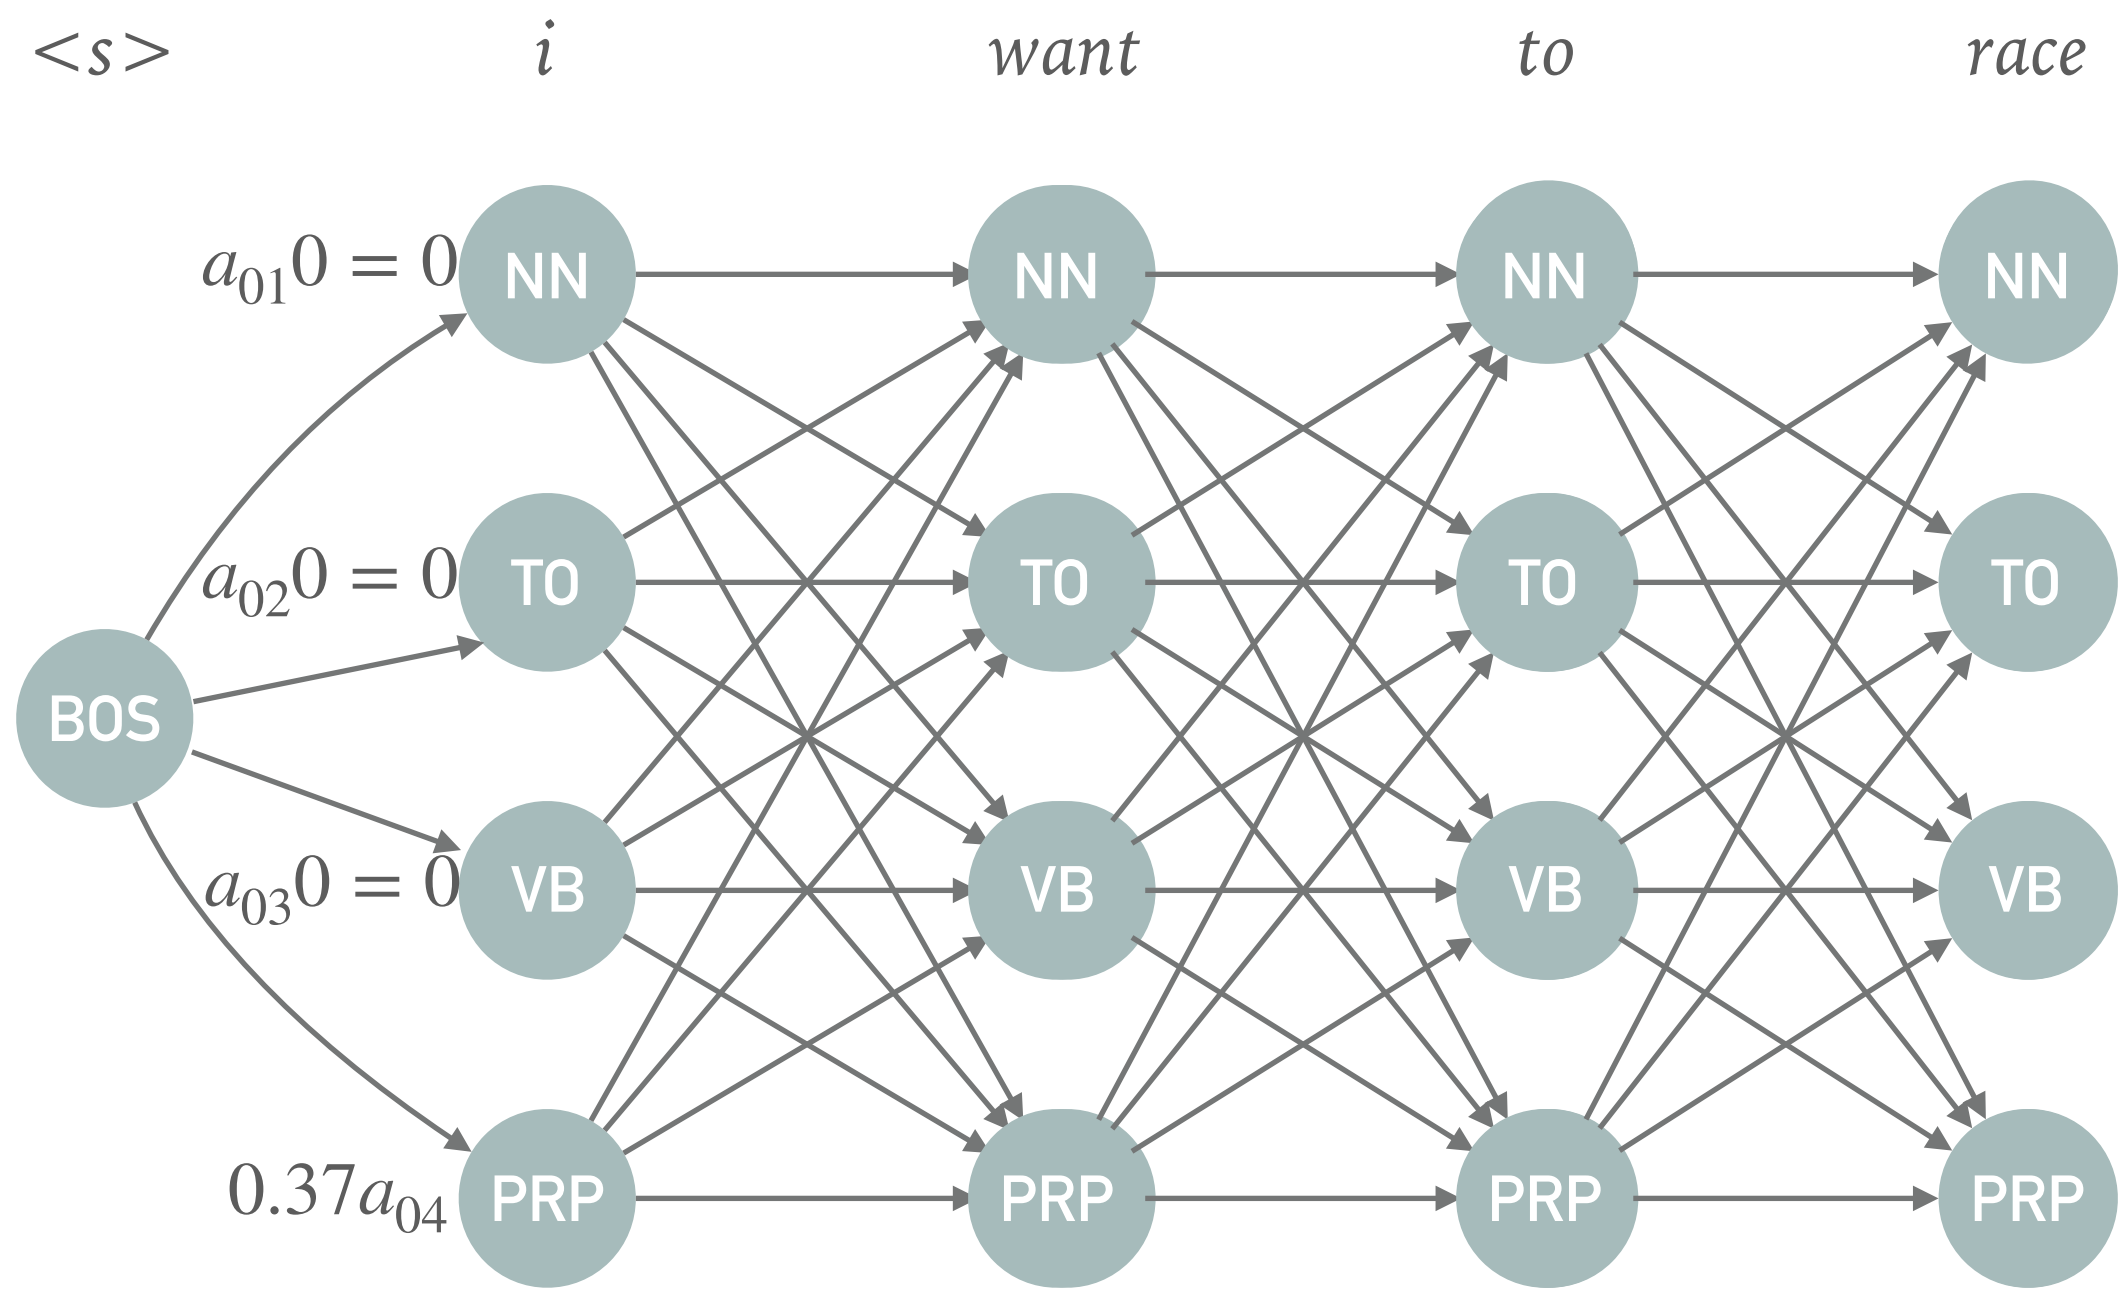 <s> i want to race
a₀₁0 = 0 NN NN NN NN
a₀₂0 = 0 TO TO TO TO
BOS
a₀₃0 = 0 VB VB VB VB
0.37a₀₄ PRP PRP PRP PRP